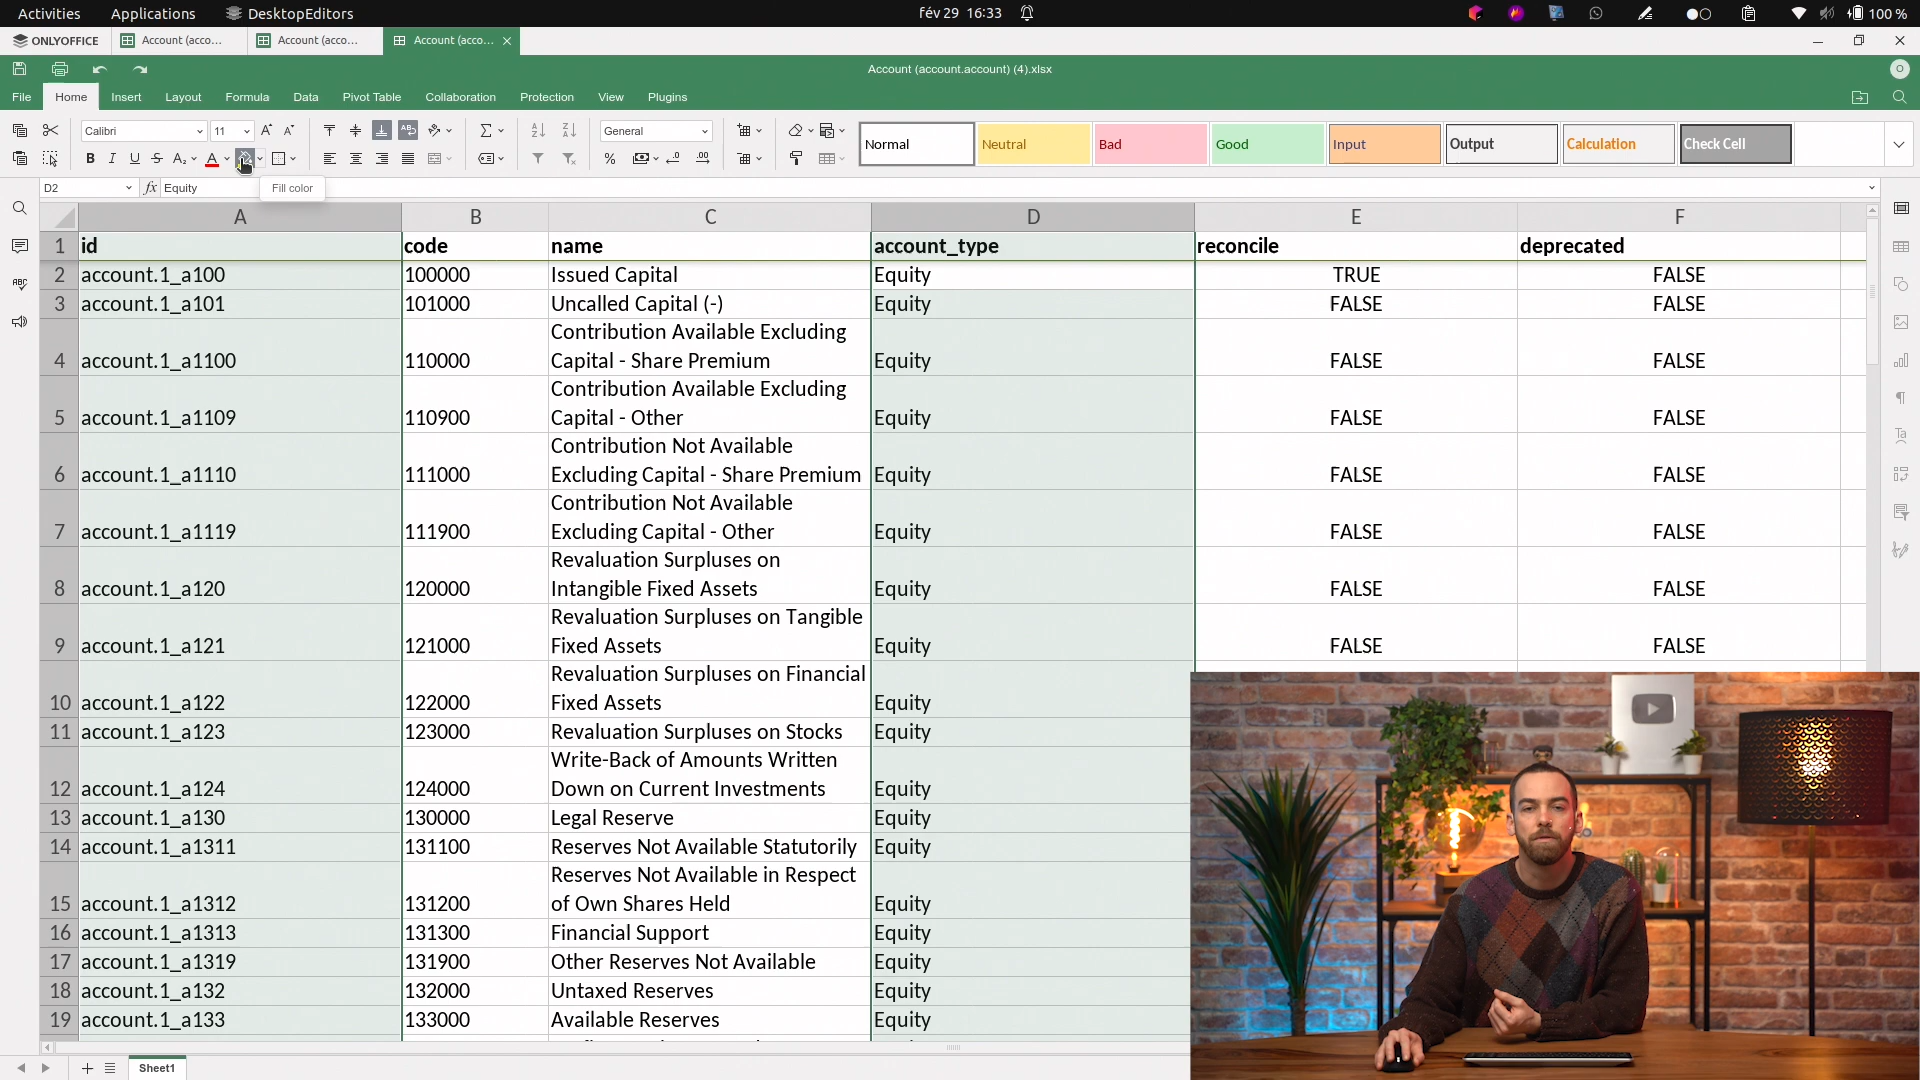 Activities Applications DesktopEditors fév 29 16:33 100 %
ONLYOFFICE Account (acco... Account (acco... Account (acco...
Account (account.account) (4).xlsx
File Home Insert Layout Formula Data Pivot Table Collaboration Protection View Plugins
Calibri 11 General Normal Neutral Bad Good Input Output Calculation Check Cell
D2 fx Equity
Fill color
A B C D E F
1 id code name account_type reconcile deprecated
2 account.1_a100 100000 Issued Capital Equity TRUE FALSE
3 account.1_a101 101000 Uncalled Capital (-) Equity FALSE FALSE
Contribution Available Excluding
4 account.1_a1100 110000 Capital - Share Premium Equity FALSE FALSE
Contribution Available Excluding
5 account.1_a1109 110900 Capital - Other Equity FALSE FALSE
Contribution Not Available
6 account.1_a1110 111000 Excluding Capital - Share Premium Equity FALSE FALSE
Contribution Not Available
7 account.1_a1119 111900 Excluding Capital - Other Equity FALSE FALSE
Revaluation Surpluses on
8 account.1_a120 120000 Intangible Fixed Assets Equity FALSE FALSE
Revaluation Surpluses on Tangible
9 account.1_a121 121000 Fixed Assets Equity FALSE FALSE
Revaluation Surpluses on Financial
10 account.1_a122 122000 Fixed Assets Equity
11 account.1_a123 123000 Revaluation Surpluses on Stocks Equity
Write-Back of Amounts Written
12 account.1_a124 124000 Down on Current Investments Equity
13 account.1_a130 130000 Legal Reserve Equity
14 account.1_a1311 131100 Reserves Not Available Statutorily Equity
Reserves Not Available in Respect
15 account.1_a1312 131200 of Own Shares Held Equity
16 account.1_a1313 131300 Financial Support Equity
17 account.1_a1319 131900 Other Reserves Not Available Equity
18 account.1_a132 132000 Untaxed Reserves Equity
19 account.1_a133 133000 Available Reserves Equity
Sheet1